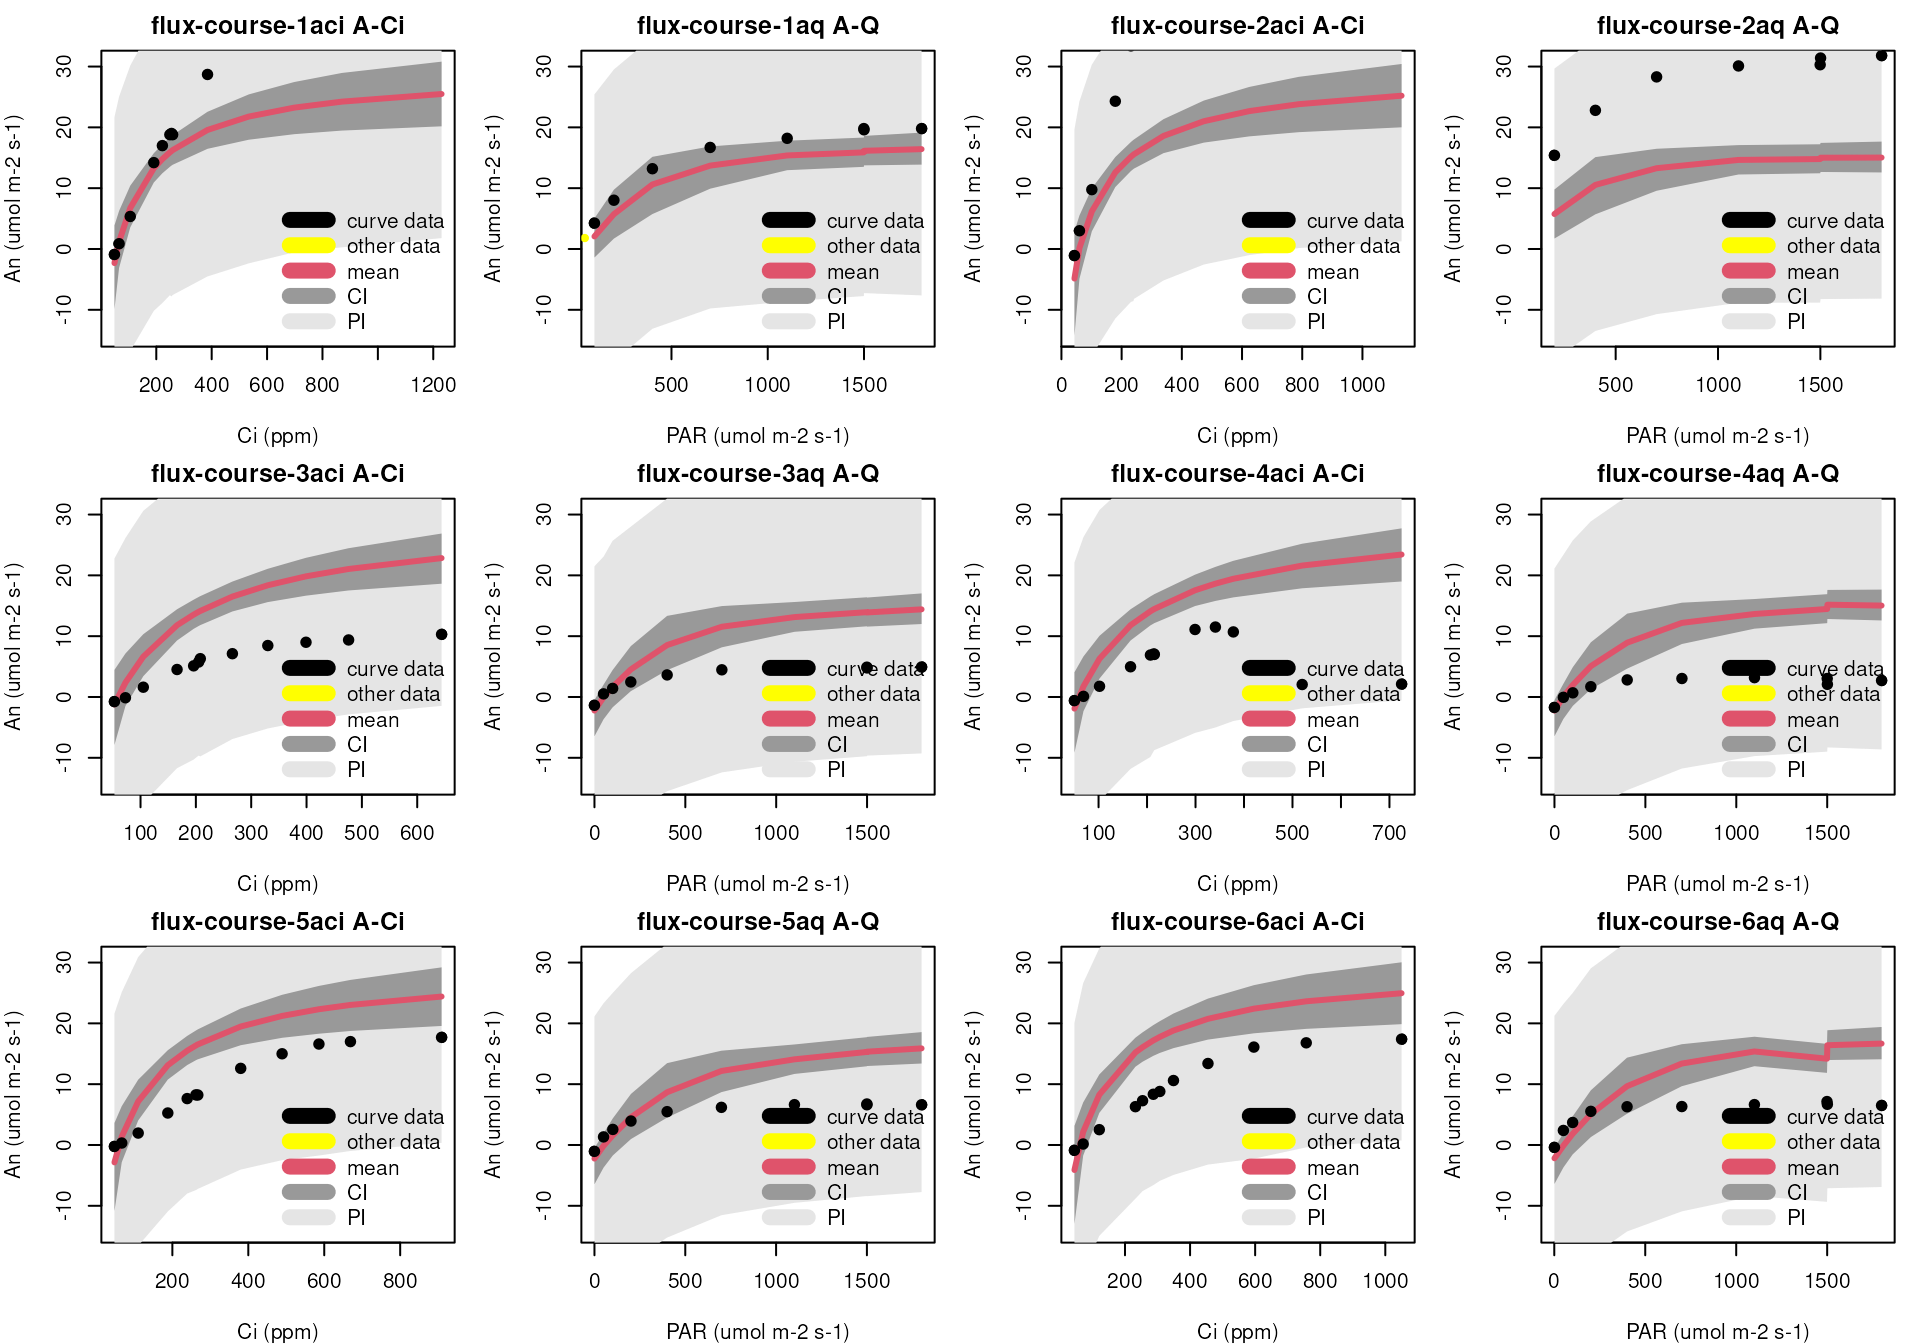 flux-course-1aci A-Ci
An (umol m-2 s-1)
30
20
10
0
-10
curve data
other data
mean
CI
PI
200 400 600 800 1200
Ci (ppm)
flux-course-1aq A-Q
An (umol m-2 s-1)
30
20
10
0
-10
curve data
other data
mean
CI
PI
500 1000 1500
PAR (umol m-2 s-1)
flux-course-2aci A-Ci
An (umol m-2 s-1)
30
20
10
0
-10
curve data
other data
mean
CI
PI
0 200 400 600 800 1000
Ci (ppm)
flux-course-2aq A-Q
An (umol m-2 s-1)
30
20
10
0
-10
curve data
other data
mean
CI
PI
500 1000 1500
PAR (umol m-2 s-1)
flux-course-3aci A-Ci
An (umol m-2 s-1)
30
20
10
0
-10
curve data
other data
mean
CI
PI
100 200 300 400 500 600
Ci (ppm)
flux-course-3aq A-Q
An (umol m-2 s-1)
30
20
10
0
-10
curve data
other data
mean
CI
PI
0 500 1000 1500
PAR (umol m-2 s-1)
flux-course-4aci A-Ci
An (umol m-2 s-1)
30
20
10
0
-10
curve data
other data
mean
CI
PI
100 300 500 700
Ci (ppm)
flux-course-4aq A-Q
An (umol m-2 s-1)
30
20
10
0
-10
curve data
other data
mean
CI
PI
0 500 1000 1500
PAR (umol m-2 s-1)
flux-course-5aci A-Ci
An (umol m-2 s-1)
30
20
10
0
-10
curve data
other data
mean
CI
PI
200 400 600 800
Ci (ppm)
flux-course-5aq A-Q
An (umol m-2 s-1)
30
20
10
0
-10
curve data
other data
mean
CI
PI
0 500 1000 1500
PAR (umol m-2 s-1)
flux-course-6aci A-Ci
An (umol m-2 s-1)
30
20
10
0
-10
curve data
other data
mean
CI
PI
200 400 600 800 1000
Ci (ppm)
flux-course-6aq A-Q
An (umol m-2 s-1)
30
20
10
0
-10
curve data
other data
mean
CI
PI
0 500 1000 1500
PAR (umol m-2 s-1)